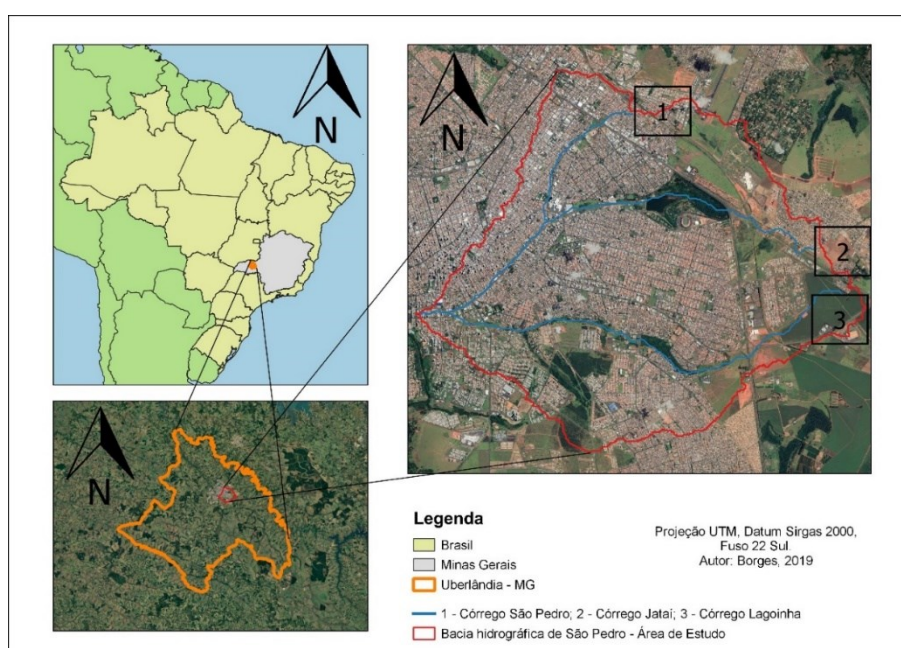 N
N
1
2
3
N
Legenda
Brasil
Minas Gerais
Uberlândia - MG
1 - Córrego São Pedro; 2 - Córrego Jataí; 3 - Córrego Lagoinha
Bacia hidrográfica de São Pedro - Área de Estudo
Projeção UTM, Datum Sirgas 2000,
Fuso 22 Sul.
Autor: Borges, 2019